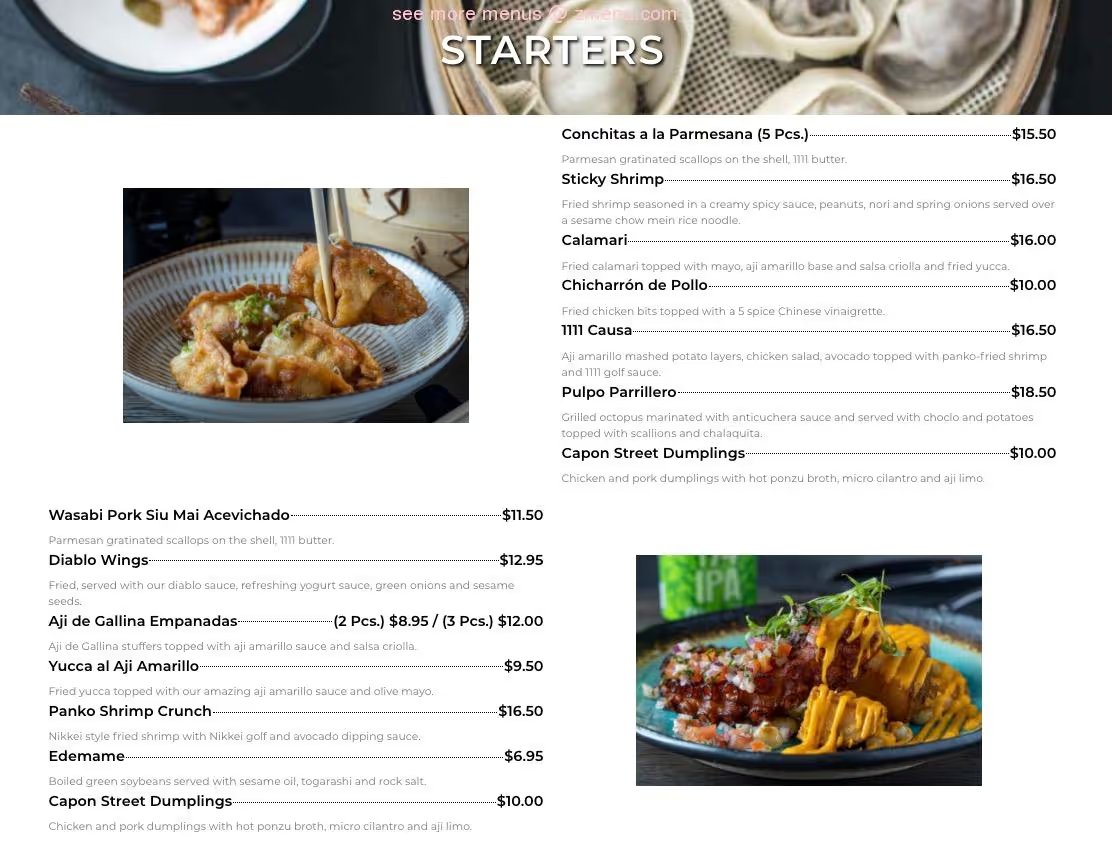 see more menus @ zmenu.com
STARTERS
Conchitas a la Parmesana (5 Pcs.) $15.50
Parmesan gratinated scallops on the shell, 1111 butter.
Sticky Shrimp $16.50
Fried shrimp seasoned in a creamy spicy sauce, peanuts, nori and spring onions served over
a sesame chow mein rice noodle.
Calamari $16.00
Fried calamari topped with mayo, aji amarillo base and salsa criolla and fried yucca.
Chicharrón de Pollo $10.00
Fried chicken bits topped with a 5 spice Chinese vinaigrette.
1111 Causa $16.50
Aji amarillo mashed potato layers, chicken salad, avocado topped with panko-fried shrimp
and 1111 golf sauce.
Pulpo Parrillero $18.50
Grilled octopus marinated with anticuchera sauce and served with choclo and potatoes
topped with scallions and chalaquita.
Capon Street Dumplings $10.00
Chicken and pork dumplings with hot ponzu broth, micro cilantro and aji limo.
Wasabi Pork Siu Mai Acevichado $11.50
Parmesan gratinated scallops on the shell, 1111 butter.
Diablo Wings $12.95
Fried, served with our diablo sauce, refreshing yogurt sauce, green onions and sesame
seeds.
Aji de Gallina Empanadas (2 Pcs.) $8.95 / (3 Pcs.) $12.00
Aji de Gallina stuffers topped with aji amarillo sauce and salsa criolla.
Yucca al Aji Amarillo $9.50
Fried yucca topped with our amazing aji amarillo sauce and olive mayo.
Panko Shrimp Crunch $16.50
Nikkei style fried shrimp with Nikkei golf and avocado dipping sauce.
Edemame $6.95
Boiled green soybeans served with sesame oil, togarashi and rock salt.
Capon Street Dumplings $10.00
Chicken and pork dumplings with hot ponzu broth, micro cilantro and aji limo.
IPA